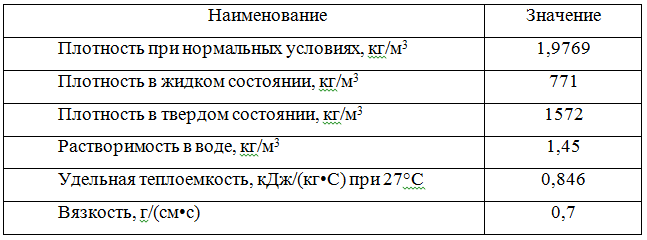 Наименование Значение
Плотность при нормальных условиях, кг/м³ 1,9769
Плотность в жидком состоянии, кг/м³ 771
Плотность в твердом состоянии, кг/м³ 1572
Растворимость в воде, кг/м³ 1,45
Удельная теплоемкость, кДж/(кг•С) при 27°С 0,846
Вязкость, г/(см•с) 0,7